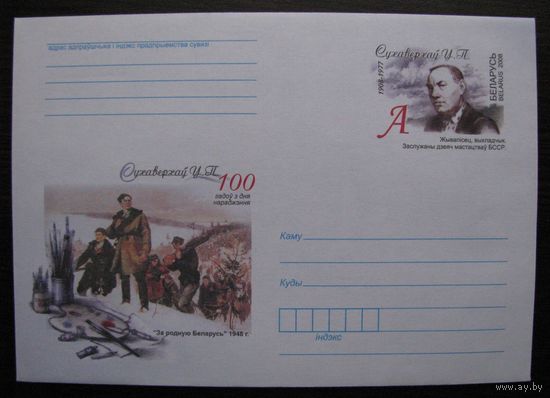 адрас адпраўшчыка і індэкс прадпрыемства сувязі
Сухаверхаў У.П.
1904-1977
А
БЕЛАРУСЬ
BELARUS 2008
Жывапісец, выкладчык.
Заслужаны дзеяч мастацтваў БССР.
Сухаверхаў У.П.
100
гадоў з дня
нараджэння
"За родную Беларусь" 1948 г.
Каму
Куды
індэкс
www.ay.by